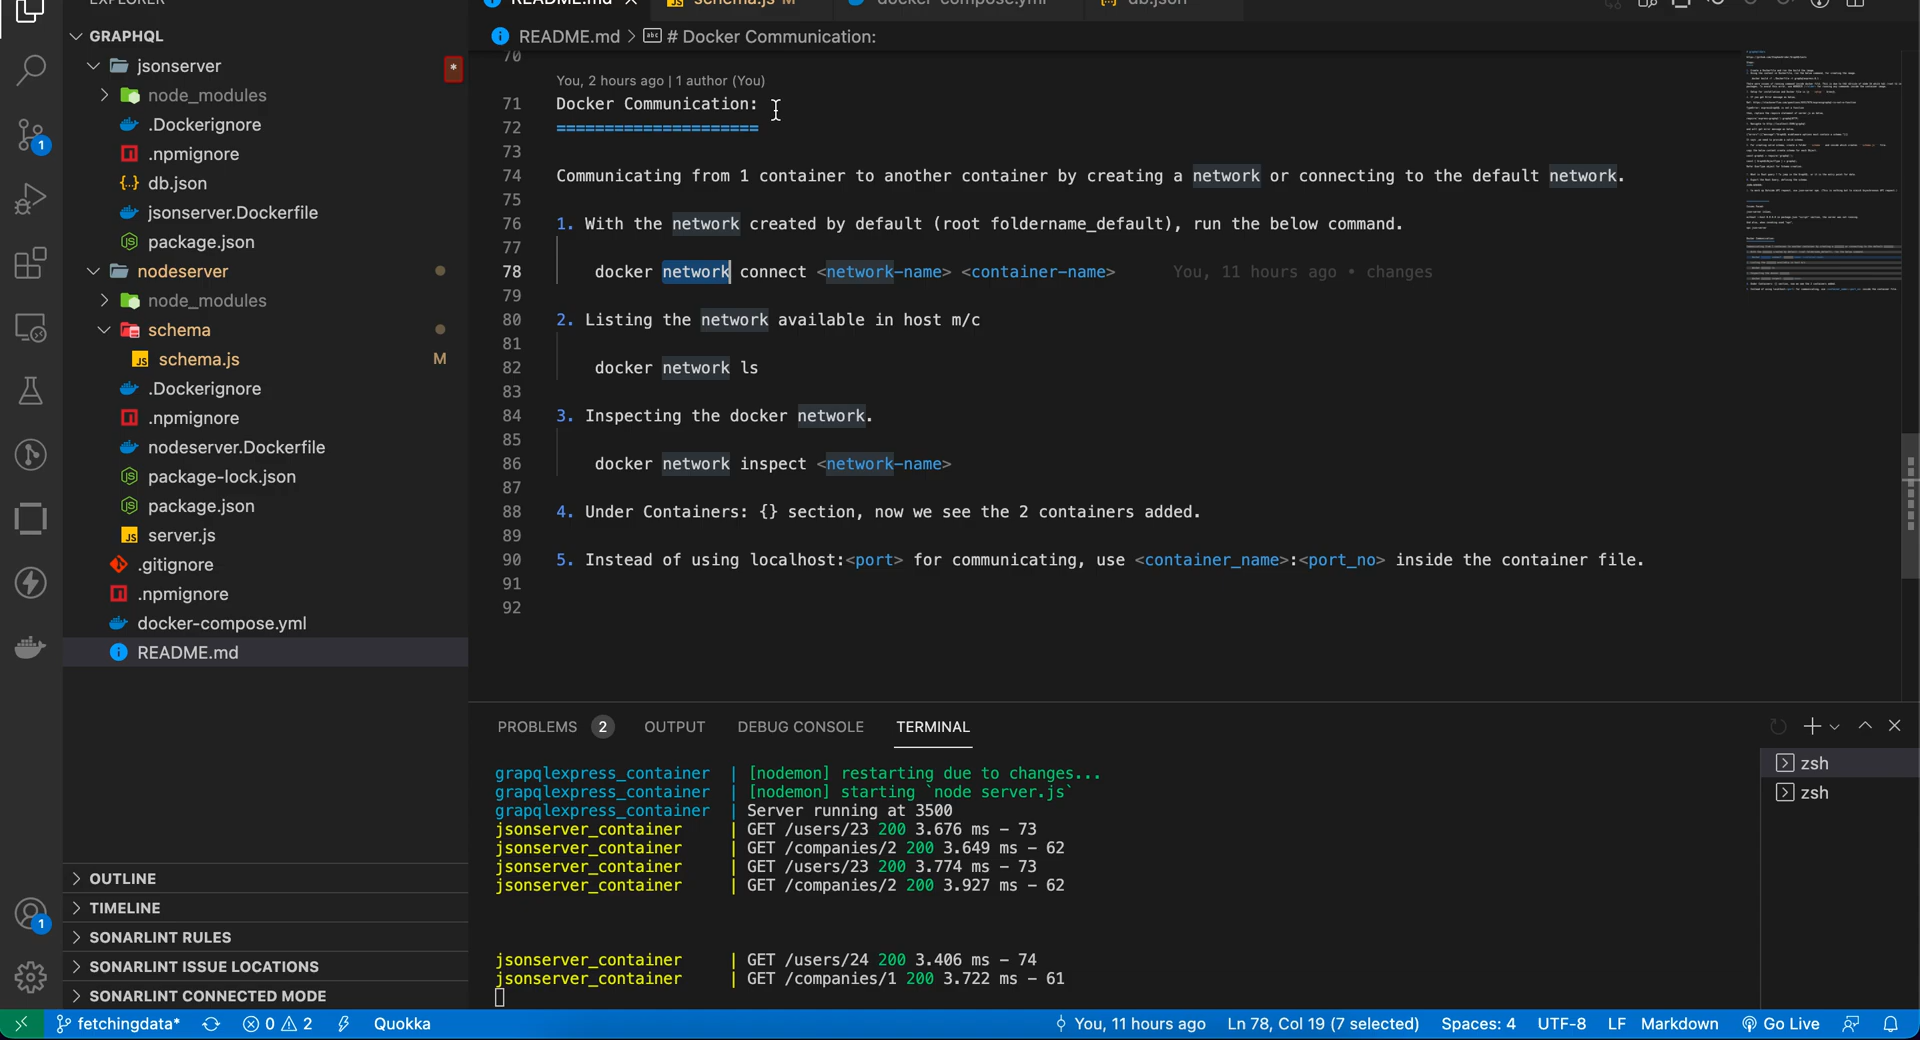 EXPLORER
README.md
schema.js M
docker-compose.yml
db.json
GRAPHQL
README.md > # Docker Communication:
jsonserver
*
node_modules
.Dockerignore
.npmignore
db.json
jsonserver.Dockerfile
package.json
nodeserver
node_modules
schema
schema.js M
.Dockerignore
.npmignore
nodeserver.Dockerfile
package-lock.json
package.json
server.js
.gitignore
.npmignore
docker-compose.yml
README.md
OUTLINE
TIMELINE
SONARLINT RULES
SONARLINT ISSUE LOCATIONS
SONARLINT CONNECTED MODE
1
1
70
You, 2 hours ago | 1 author (You)
71 Docker Communication:
72 =====================
73
74 Communicating from 1 container to another container by creating a network or connecting to the default network.
75
76 1. With the network created by default (root foldername_default), run the below command.
77
78 docker network connect <network-name> <container-name> You, 11 hours ago • changes
79
80 2. Listing the network available in host m/c
81
82 docker network ls
83
84 3. Inspecting the docker network.
85
86 docker network inspect <network-name>
87
88 4. Under Containers: {} section, now we see the 2 containers added.
89
90 5. Instead of using localhost:<port> for communicating, use <container_name>:<port_no> inside the container file.
91
92
PROBLEMS 2 OUTPUT DEBUG CONSOLE TERMINAL
grapqlexpress_container | [nodemon] restarting due to changes...
grapqlexpress_container | [nodemon] starting `node server.js`
grapqlexpress_container | Server running at 3500
jsonserver_container | GET /users/23 200 3.676 ms - 73
jsonserver_container | GET /companies/2 200 3.649 ms - 62
jsonserver_container | GET /users/23 200 3.774 ms - 73
jsonserver_container | GET /companies/2 200 3.927 ms - 62
jsonserver_container | GET /users/24 200 3.406 ms - 74
jsonserver_container | GET /companies/1 200 3.722 ms - 61
zsh
zsh
fetchingdata* 0 2 Quokka You, 11 hours ago Ln 78, Col 19 (7 selected) Spaces: 4 UTF-8 LF Markdown Go Live